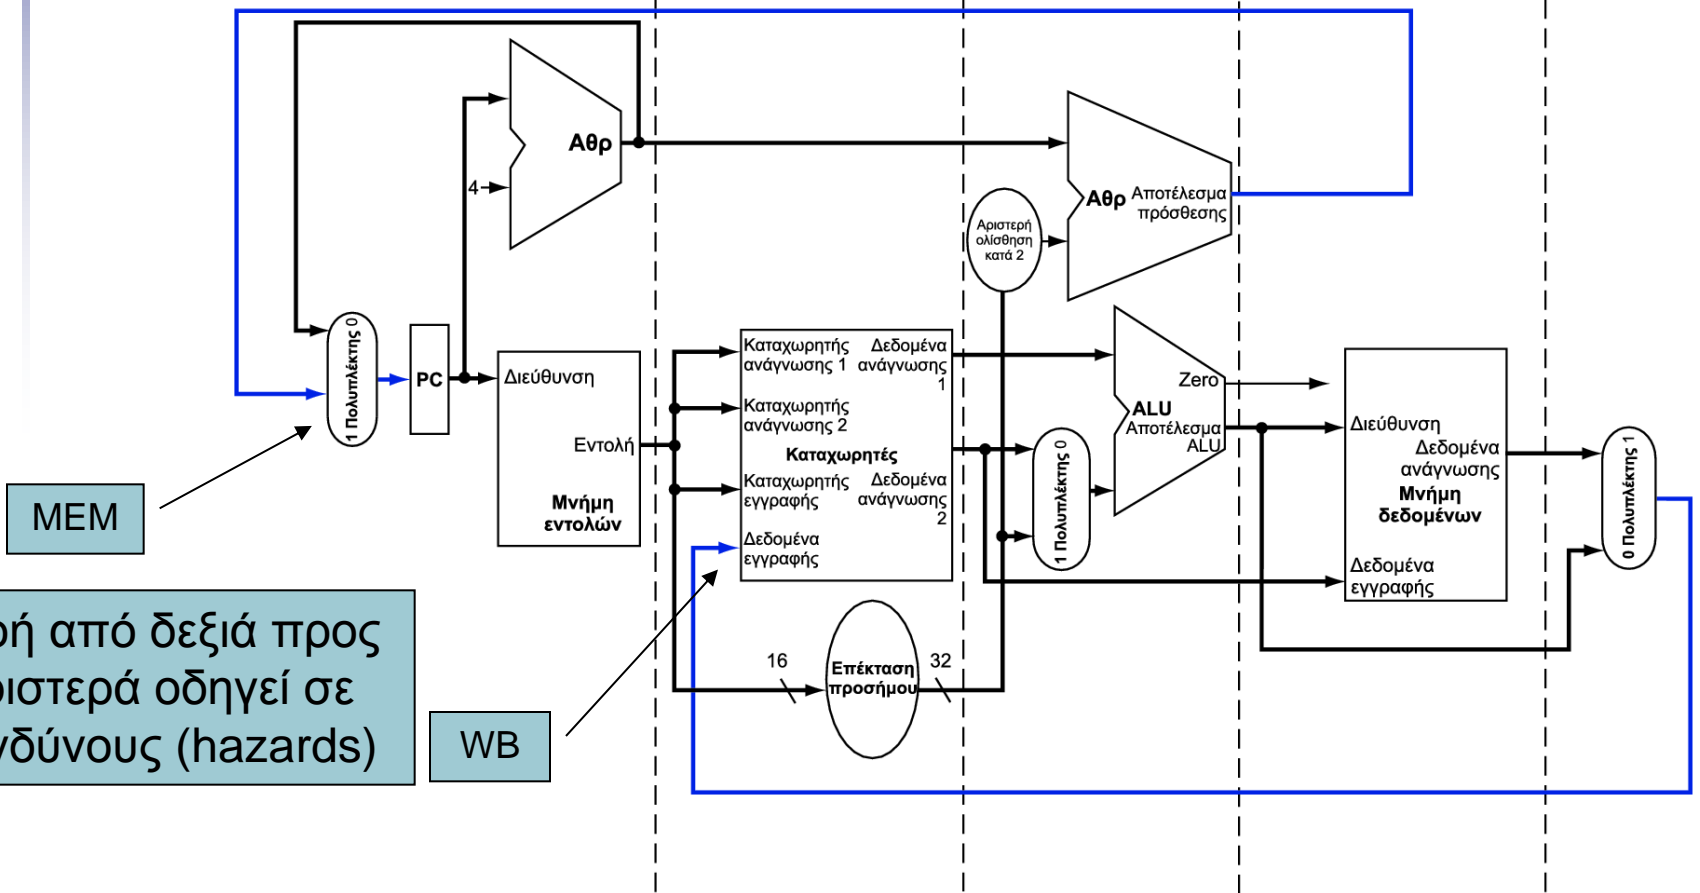 Αθρ
4
Αθρ
Αποτέλεσμα
πρόσθεσης
Αριστερή
ολίσθηση
κατά 2
1 Πολυπλέκτης 0
PC
Διεύθυνση
Εντολή
Μνήμη
εντολών
Καταχωρητής
ανάγνωσης 1
Καταχωρητής
ανάγνωσης 2
Καταχωρητές
Καταχωρητής
εγγραφής
Δεδομένα
εγγραφής
Δεδομένα
ανάγνωσης
1
Δεδομένα
ανάγνωσης
2
1 Πολυπλέκτης 0
Zero
ALU
Αποτέλεσμα
ALU
Διεύθυνση
Δεδομένα
ανάγνωσης
Μνήμη
δεδομένων
Δεδομένα
εγγραφής
0 Πολυπλέκτης 1
16
Επέκταση
προσήμου
32
MEM
από δεξιά προς
οδηγεί σε
(hazards)
WB